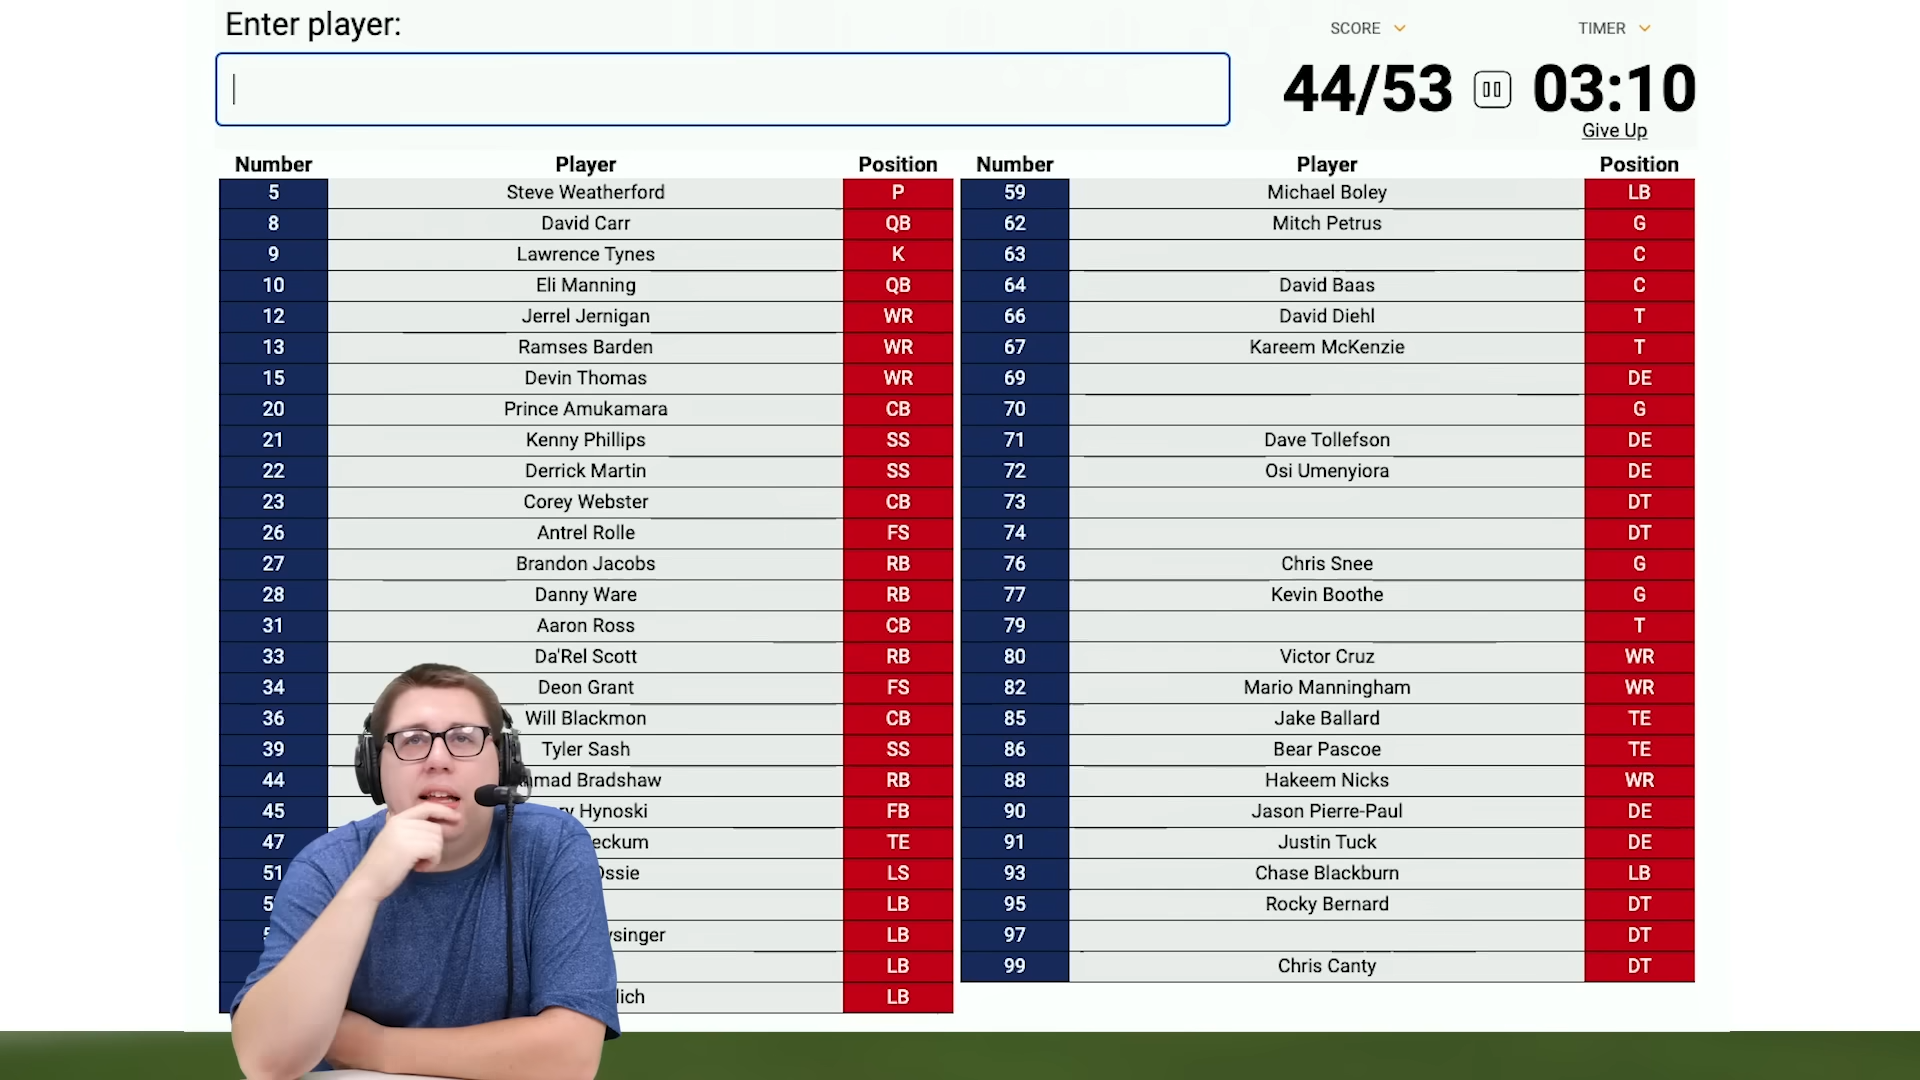 Enter player:
SCORE
TIMER
44/53
03:10
Give Up
Number Player Position
5 Steve Weatherford P
8 David Carr QB
9 Lawrence Tynes K
10 Eli Manning QB
12 Jerrel Jernigan WR
13 Ramses Barden WR
15 Devin Thomas WR
20 Prince Amukamara CB
21 Kenny Phillips SS
22 Derrick Martin SS
23 Corey Webster CB
26 Antrel Rolle FS
27 Brandon Jacobs RB
28 Danny Ware RB
31 Aaron Ross CB
33 Da'Rel Scott RB
34 Deon Grant FS
36 Will Blackmon CB
39 Tyler Sash SS
44 Bradshaw RB
45 Hynoski FB
47 TE
51 LS
LB
LB
LB
LB
Number Player Position
59 Michael Boley LB
62 Mitch Petrus G
63 C
64 David Baas C
66 David Diehl T
67 Kareem McKenzie T
69 DE
70 G
71 Dave Tollefson DE
72 Osi Umenyiora DE
73 DT
74 DT
76 Chris Snee G
77 Kevin Boothe G
79 T
80 Victor Cruz WR
82 Mario Manningham WR
85 Jake Ballard TE
86 Bear Pascoe TE
88 Hakeem Nicks WR
90 Jason Pierre-Paul DE
91 Justin Tuck DE
93 Chase Blackburn LB
95 Rocky Bernard DT
97 DT
99 Chris Canty DT